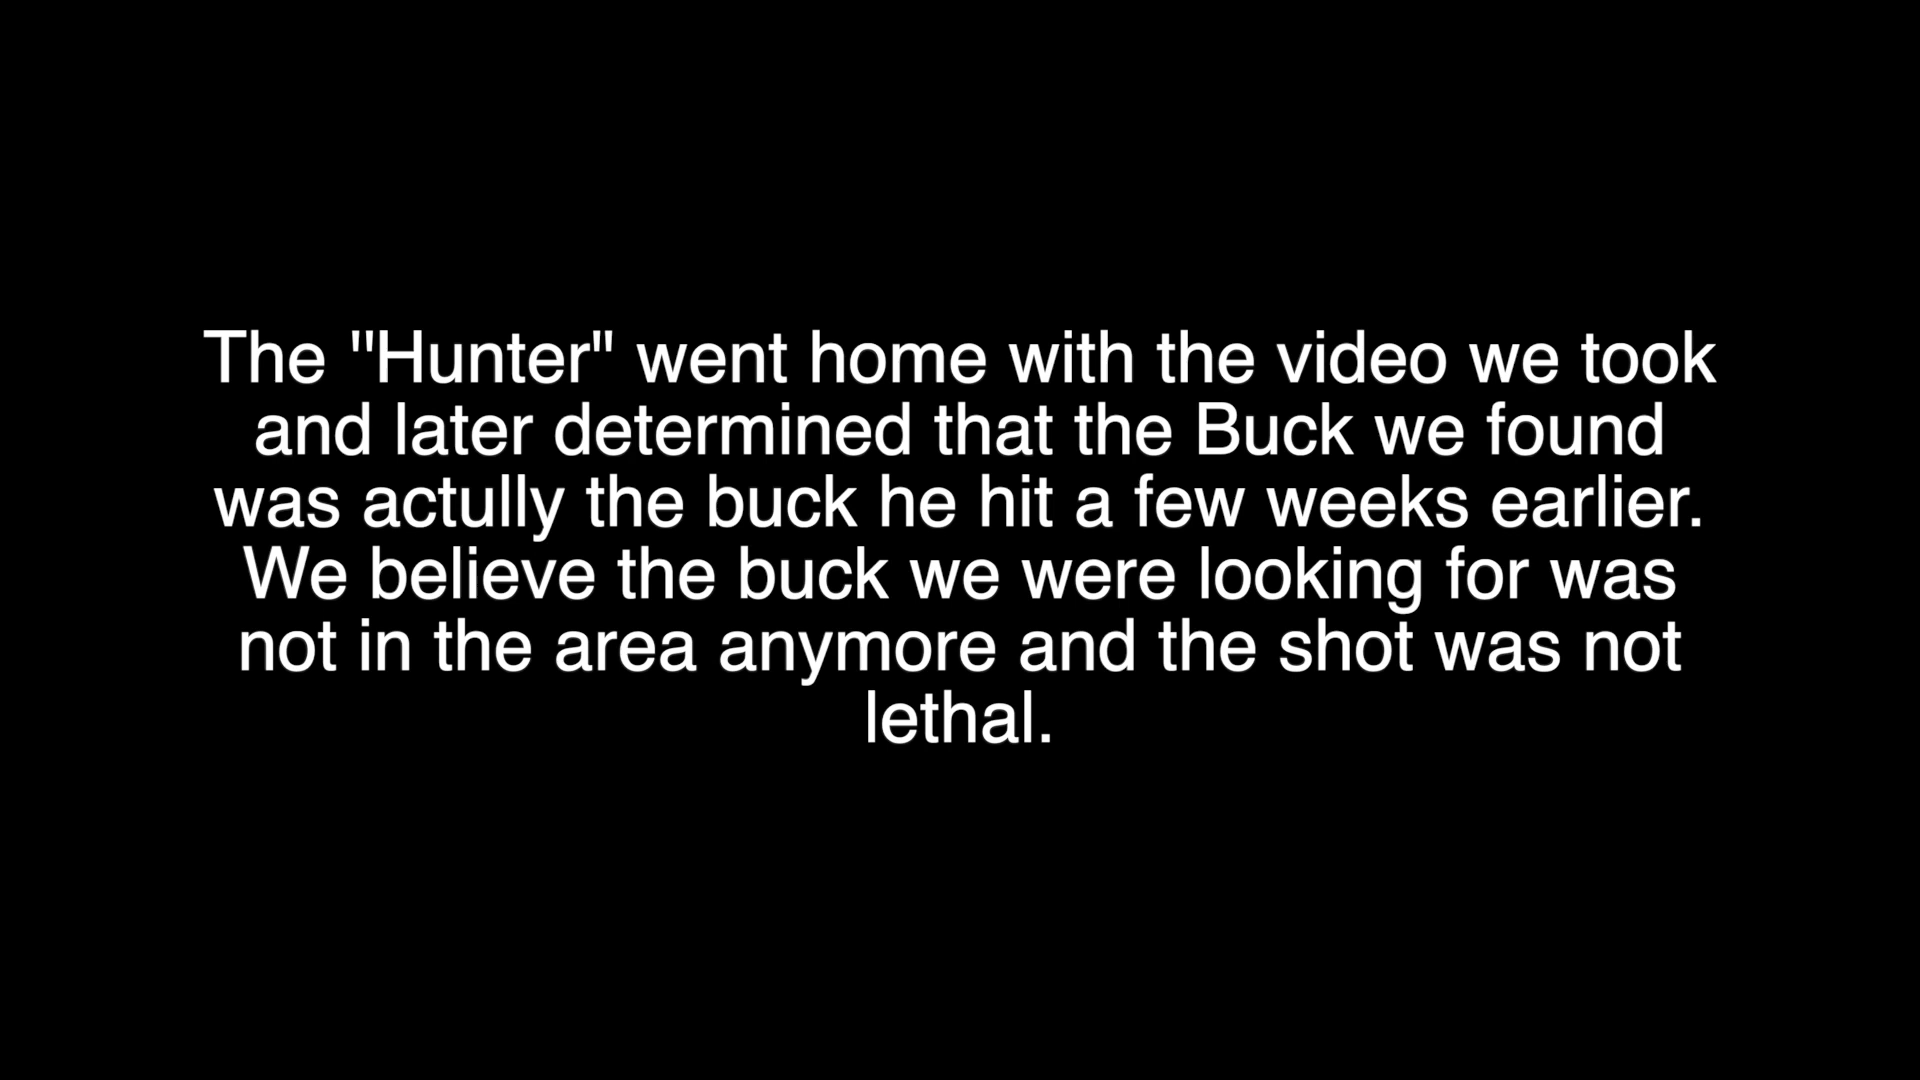 The "Hunter" went home with the video we took
and later determined that the Buck we found
was actully the buck he hit a few weeks earlier.
We believe the buck we were looking for was
not in the area anymore and the shot was not
lethal.